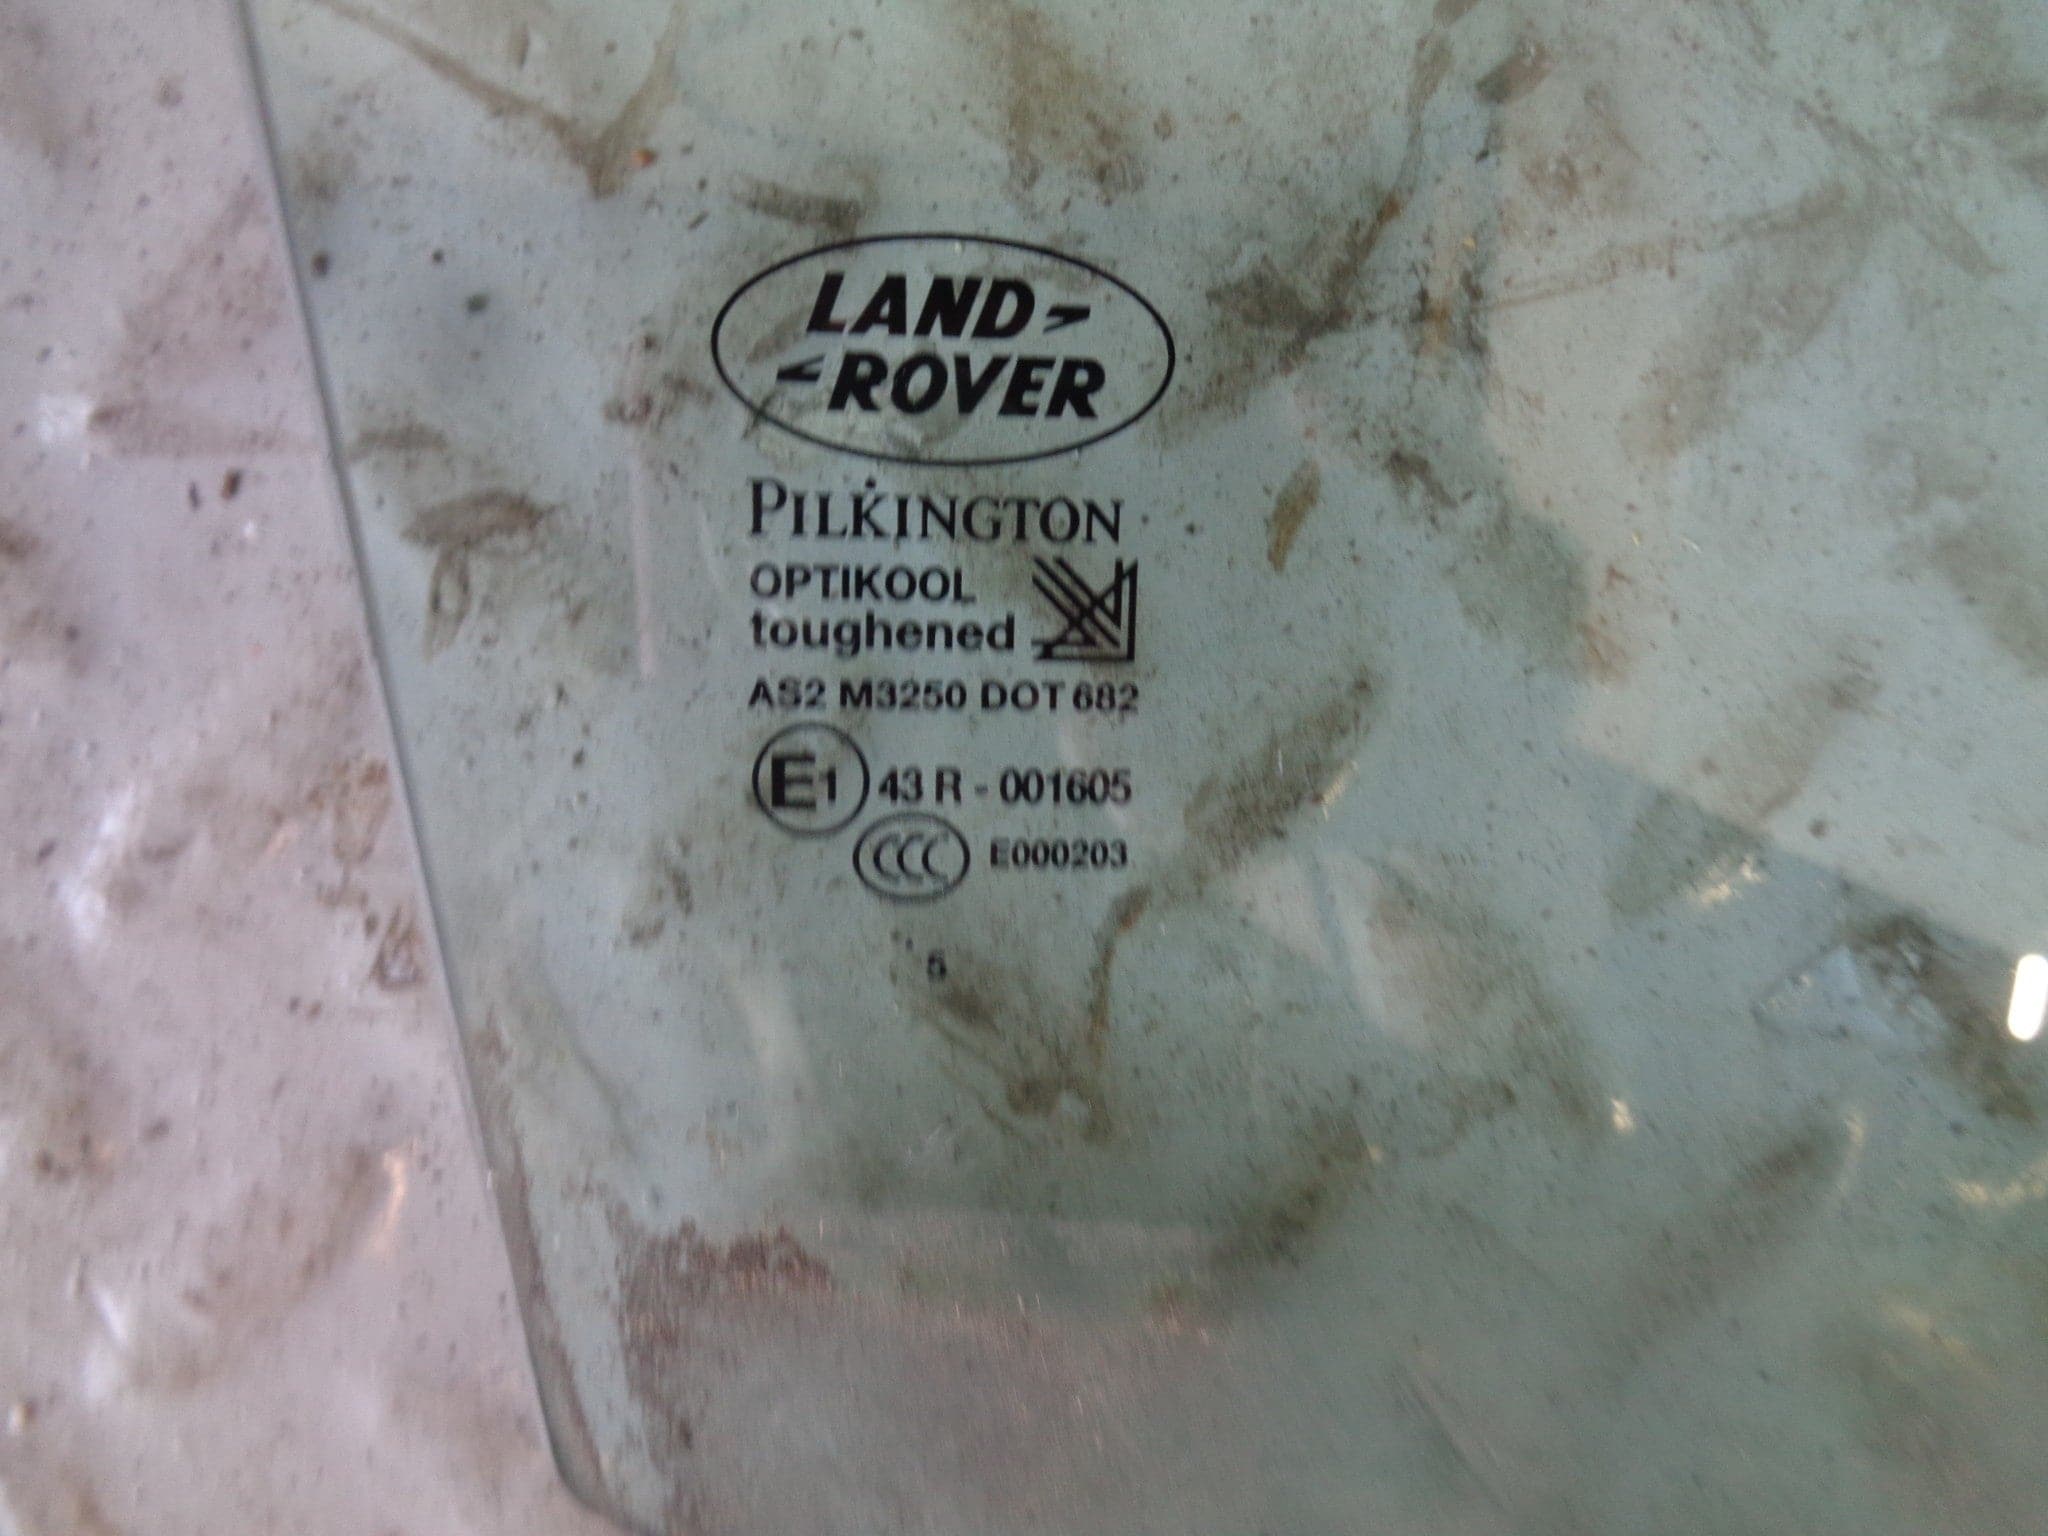 LAND
ROVER
PILKINGTON
OPTIKOOL
toughened
AS2 M3250 DOT 682
E1 43 R - 001605
CCC E000203
5